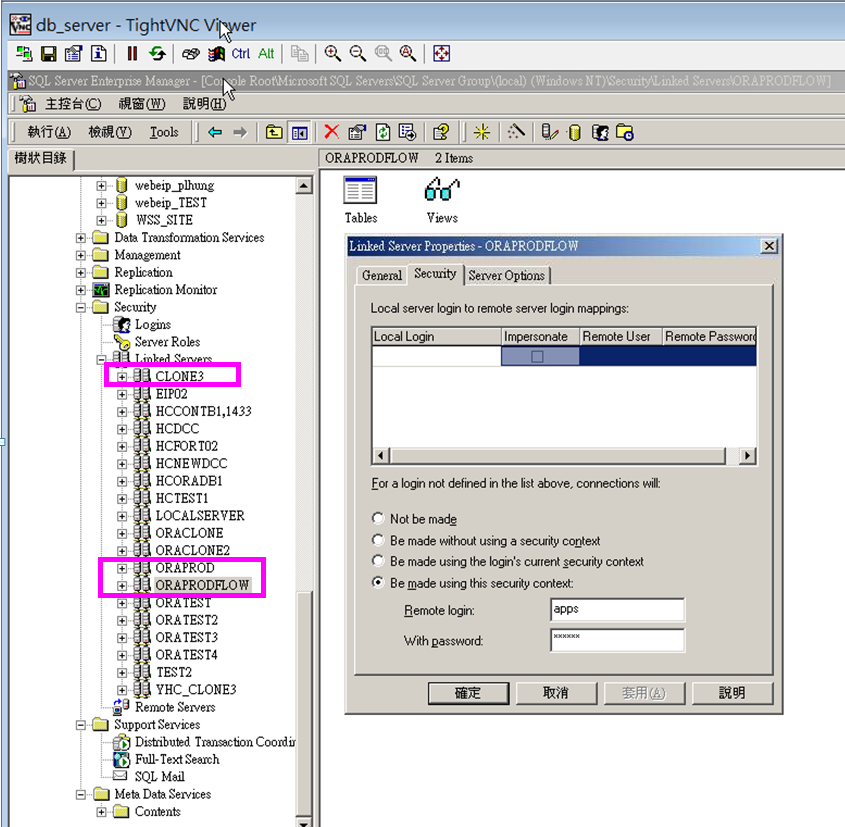 db_server - TightVNC Viewer
Ctrl Alt
SQL Server Enterprise Manager - [Console Root\Microsoft SQL Servers\SQL Server Group\(local) (Windows NT)\Security\Linked Servers\ORAPRODFLOW]
主控台(C) 視窗(W) 說明(H)
執行(A) 檢視(V) Tools
樹狀目錄
ORAPRODFLOW 2 Items
webeip_plhung
webeip_TEST
WSS_SITE
Data Transformation Services
Management
Replication
Replication Monitor
Security
Logins
Server Roles
Linked Servers
CLONE3
EIP02
HCCONTB1,1433
HCDCC
HCFORT02
HCNEWDCC
HCORADB1
HCTEST1
LOCALSERVER
ORACLONE
ORACLONE2
ORAPROD
ORAPRODFLOW
ORATEST
ORATEST2
ORATEST3
ORATEST4
TEST2
YHC_CLONE3
Remote Servers
Support Services
Distributed Transaction Coordin
Full-Text Search
SQL Mail
Meta Data Services
Contents
Tables Views
Linked Server Properties - ORAPRODFLOW
General Security Server Options
Local server login to remote server login mappings:
Local Login Impersonate Remote User Remote Password
For a login not defined in the list above, connections will:
Not be made
Be made without using a security context
Be made using the login's current security context
Be made using this security context:
Remote login: apps
With password: ******
確定 取消 套用(A) 說明